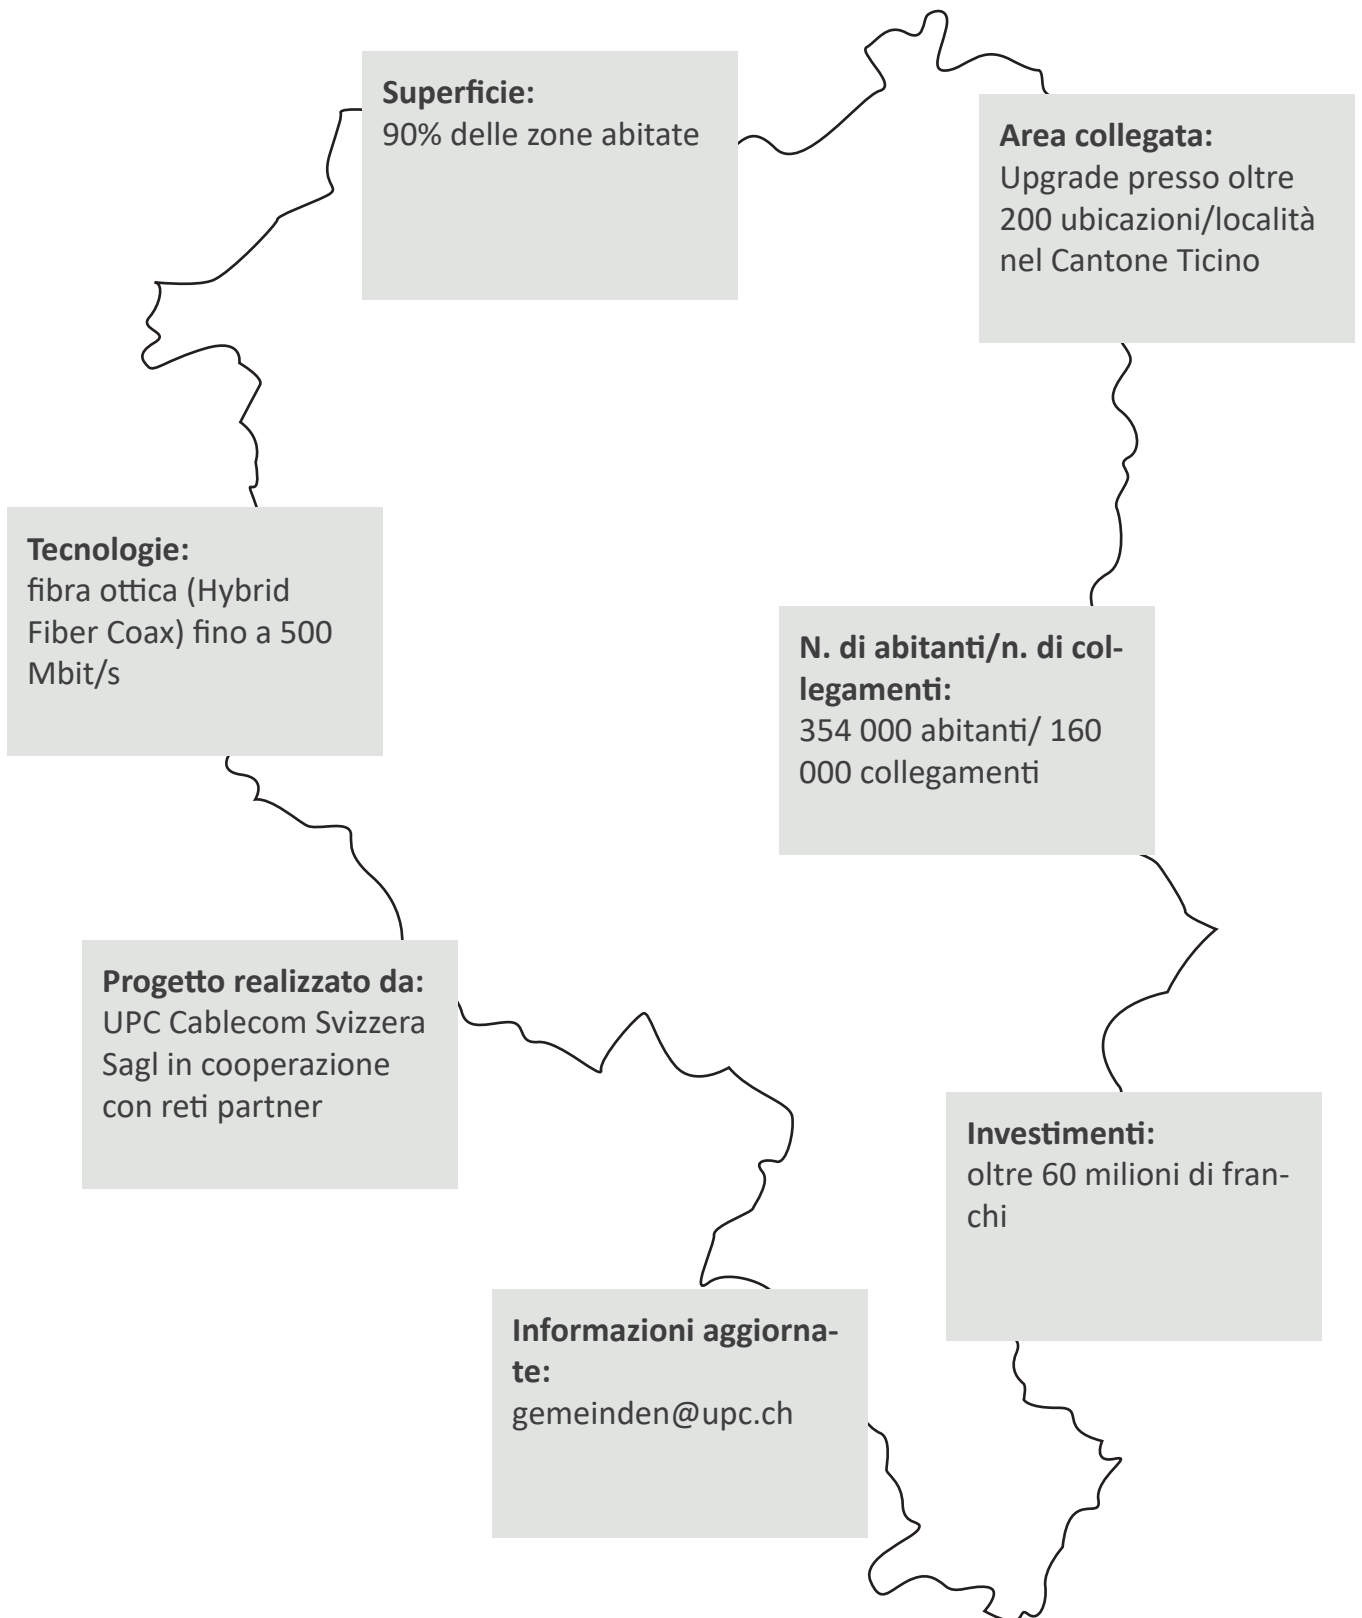 Superficie:
90% delle zone abitate
Area collegata:
Upgrade presso oltre
200 ubicazioni/località
nel Cantone Ticino
Tecnologie:
fibra ottica (Hybrid
Fiber Coax) fino a 500
Mbit/s
N. di abitanti/n. di col-
legamenti:
354 000 abitanti/ 160
000 collegamenti
Progetto realizzato da:
UPC Cablecom Svizzera
Sagl in cooperazione
con reti partner
Investimenti:
oltre 60 milioni di fran-
chi
Informazioni aggiorna-
te:
gemeinden@upc.ch